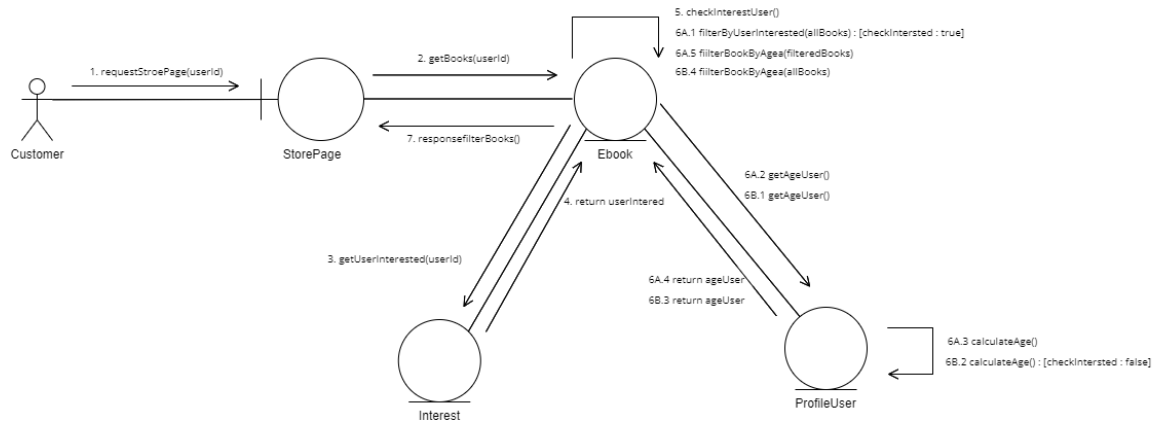 5. checkInterestUser()
6A.1 filterByUserInterested(allBooks) : [checkIntersted : true]
6A.5 fiilterBookByAgea(filteredBooks)
6B.4 fiilterBookByAgea(allBooks)
2. getBooks(userId)
1. requestStroePage(userId)
7. responsefilterBooks()
Customer
StorePage
Ebook
6A.2 getAgeUser()
6B.1 getAgeUser()
4. return userIntered
3. getUserInterested(userId)
6A.4 return ageUser
6B.3 return ageUser
6A.3 calculateAge()
6B.2 calculateAge() : [checkIntersted : false]
ProfileUser
Interest